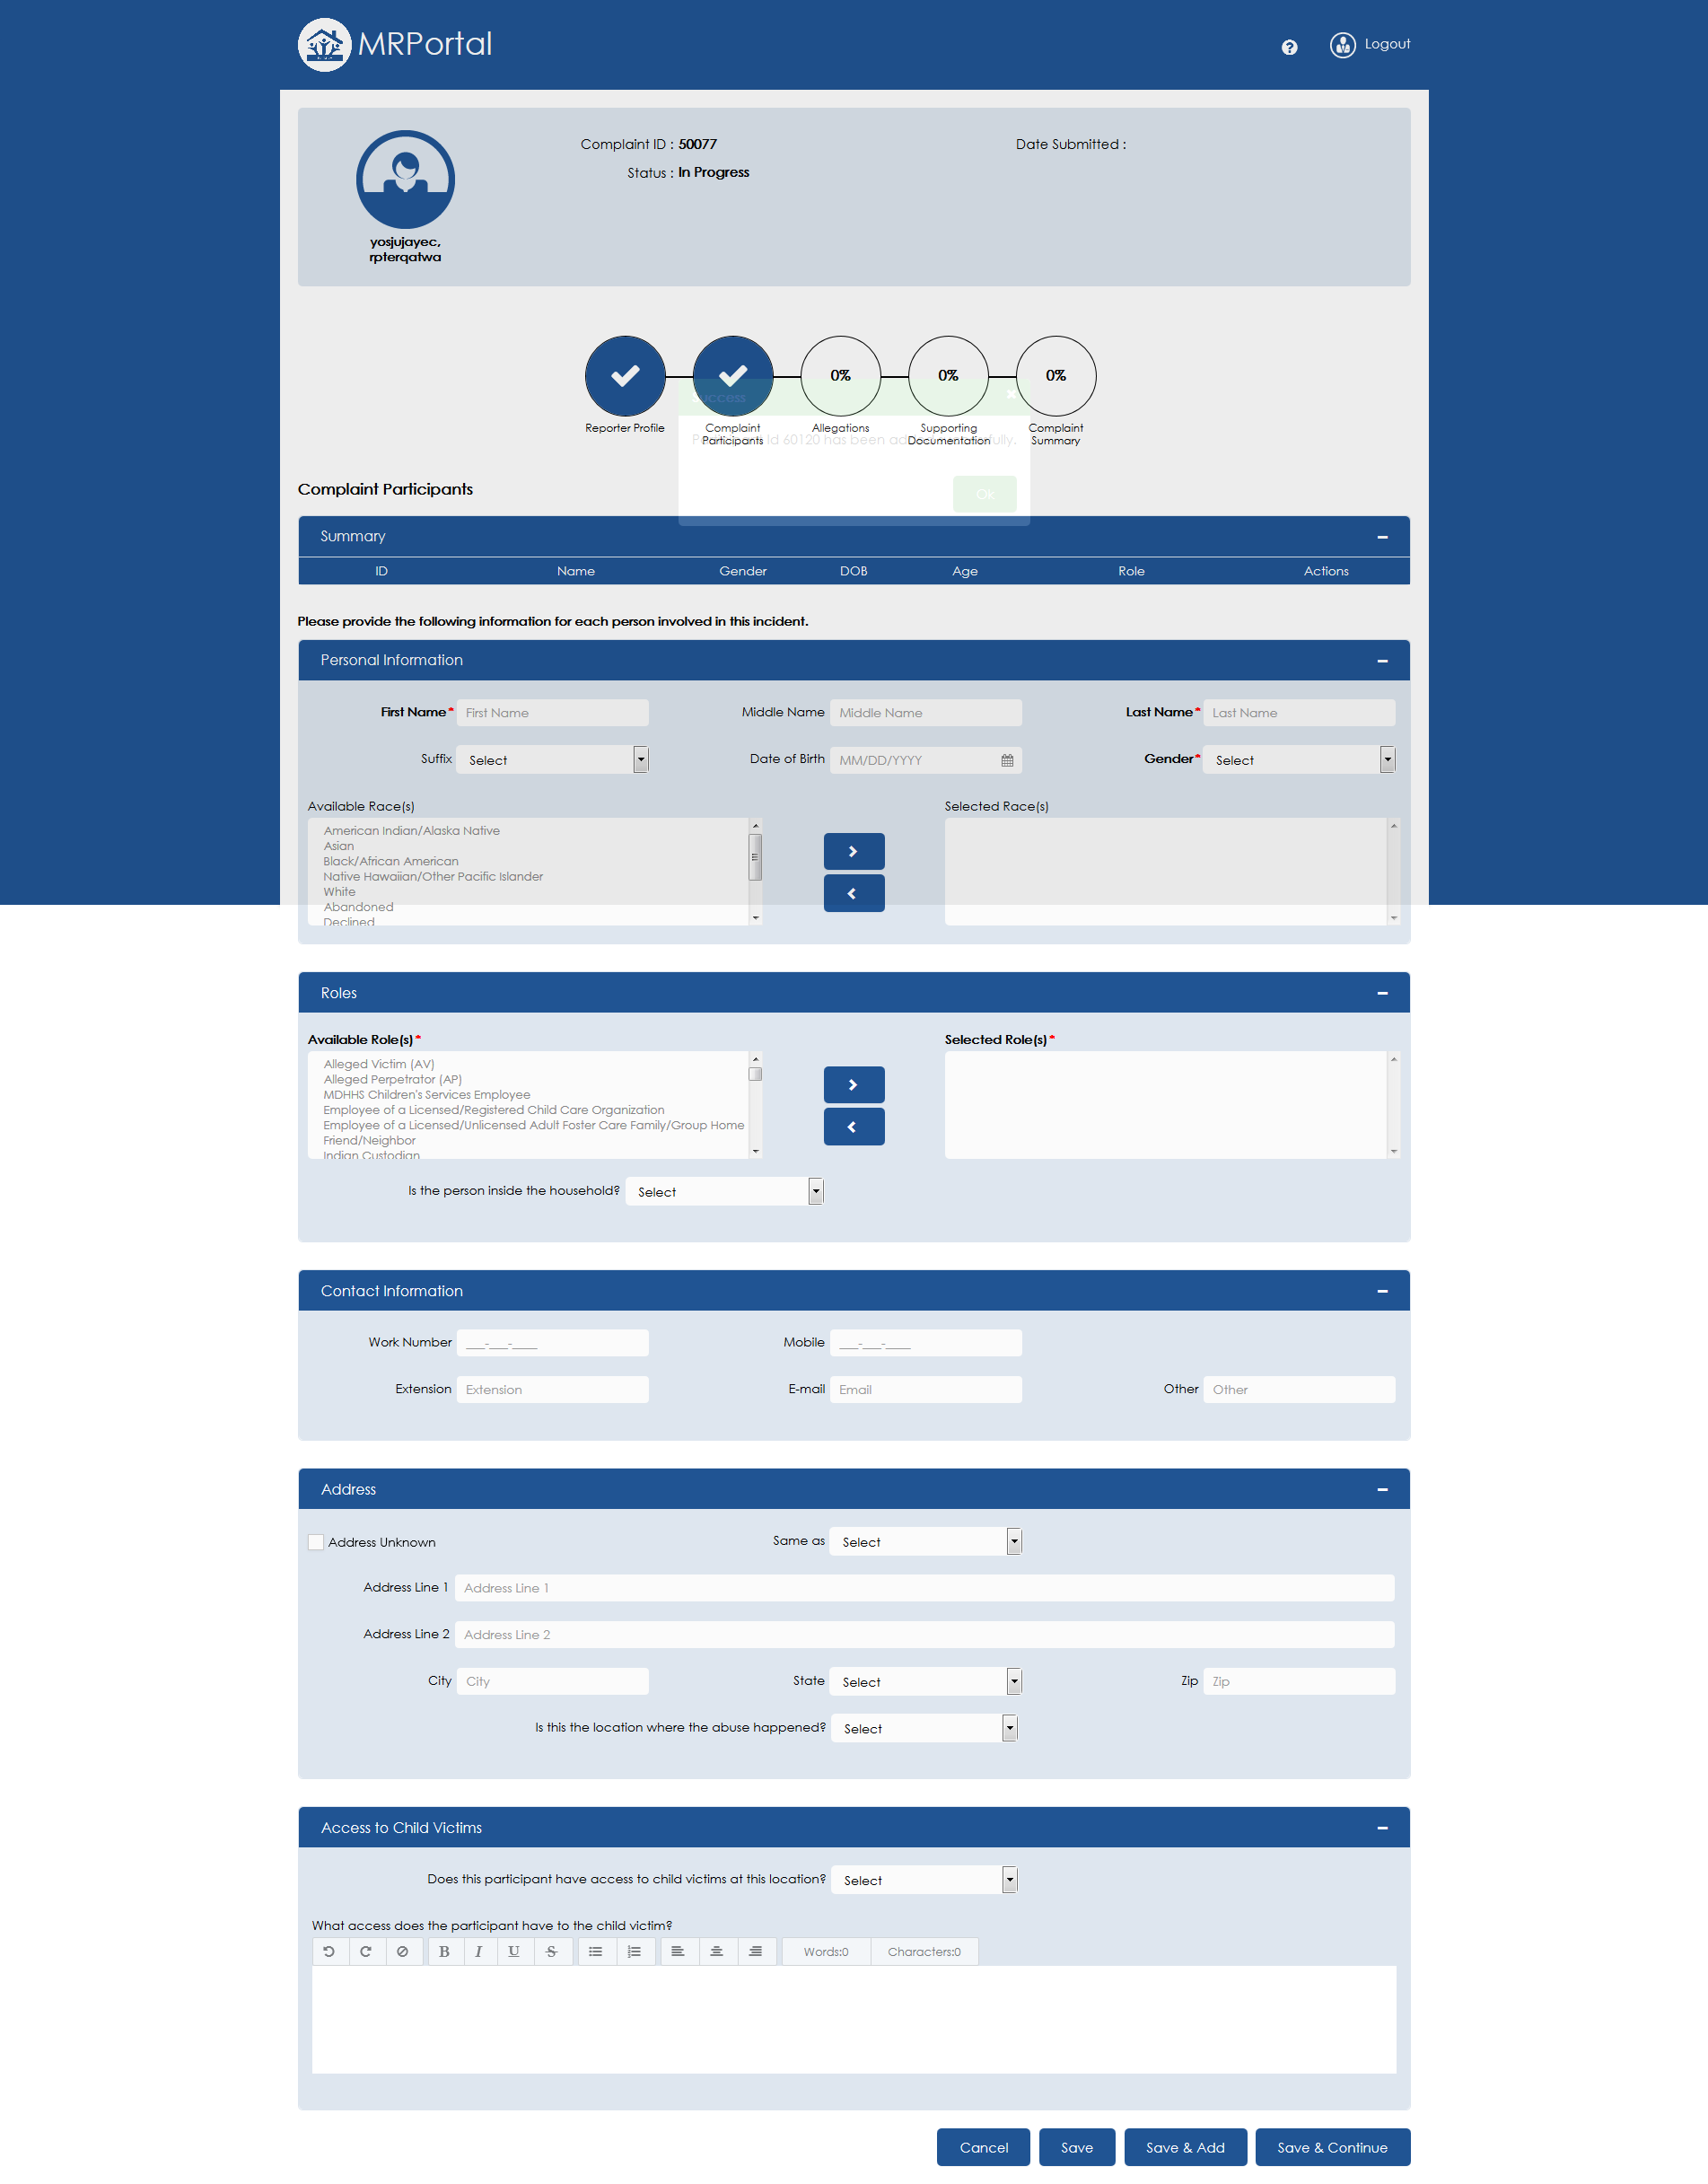 MRPortal
Logout
Complaint ID : 50077
Date Submitted :
Status : In Progress
yosjujayec,
rpterqatwa
0%
0%
0%
Success
Reporter Profile
Complaint
Participants
Allegations
Supporting
Documentation
Complaint
Summary
Id 60120 has been
Ok
Complaint Participants
Summary
ID Name Gender DOB Age Role Actions
Please provide the following information for each person involved in this incident.
Personal Information
First Name* First Name Middle Name Middle Name Last Name* Last Name
Suffix Select Date of Birth MM/DD/YYYY Gender* Select
Available Race(s) Selected Race(s)
American Indian/Alaska Native
Asian
Black/African American
Native Hawaiian/Other Pacific Islander
White
Abandoned
Declined
Roles
Available Role(s)* Selected Role(s)*
Alleged Victim (AV)
Alleged Perpetrator (AP)
MDHHS Children's Services Employee
Employee of a Licensed/Registered Child Care Organization
Employee of a Licensed/Unlicensed Adult Foster Care Family/Group Home
Friend/Neighbor
Indian Custodian
Is the person inside the household? Select
Contact Information
Work Number ___-___-____ Mobile ___-___-____
Extension Extension E-mail Email Other Other
Address
Address Unknown Same as Select
Address Line 1 Address Line 1
Address Line 2 Address Line 2
City City State Select Zip Zip
Is this the location where the abuse happened? Select
Access to Child Victims
Does this participant have access to child victims at this location? Select
What access does the participant have to the child victim?
B I U S Words:0 Characters:0
Cancel Save Save & Add Save & Continue